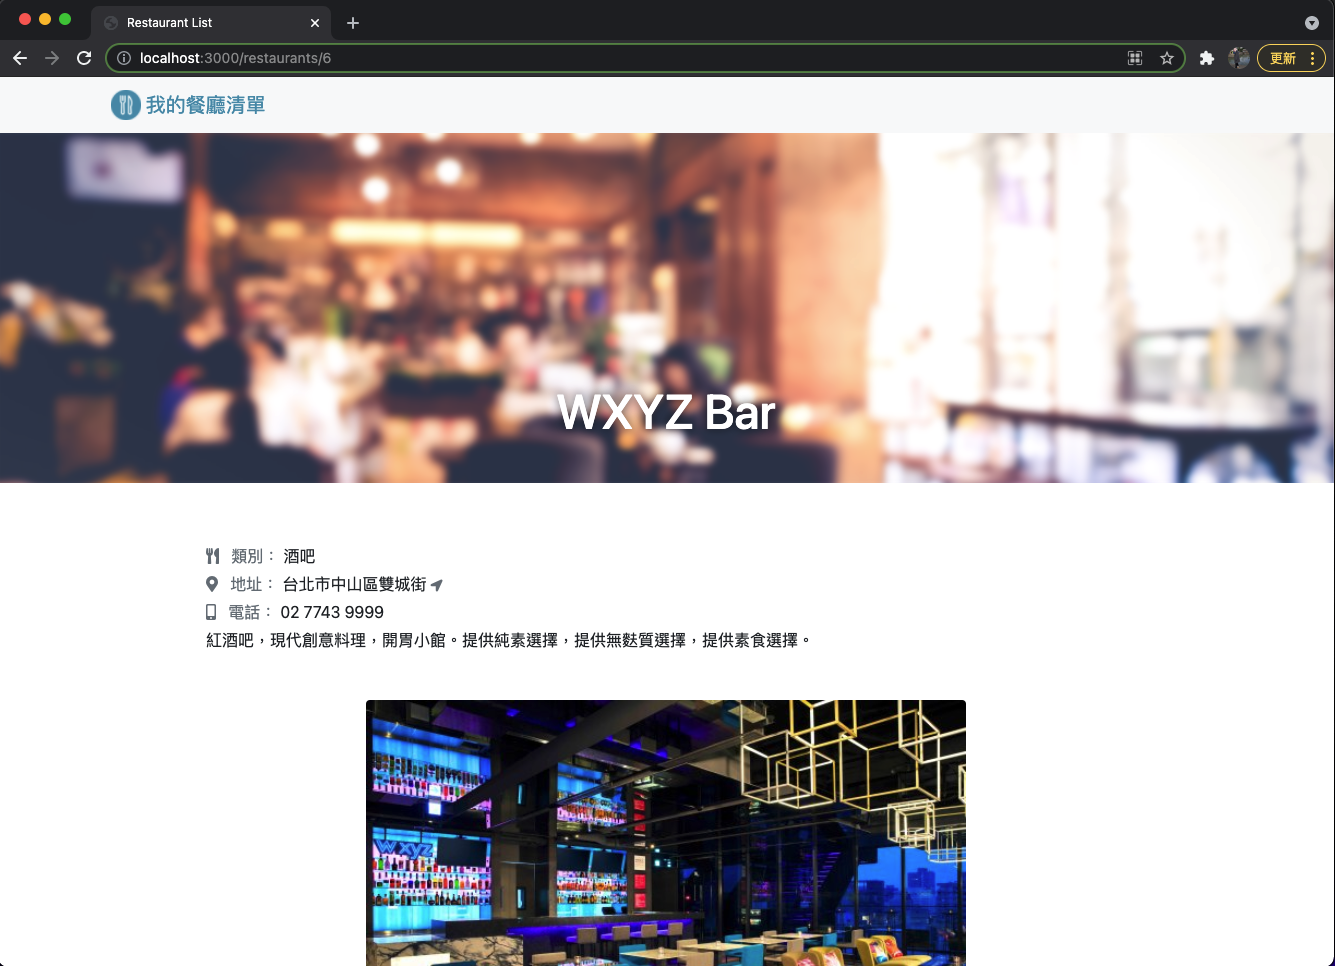 Restaurant List
localhost:3000/restaurants/6
更新
我的餐廳清單
WXYZ Bar
類別： 酒吧
地址： 台北市中山區雙城街
電話： 02 7743 9999
紅酒吧，現代創意料理，開胃小館。提供純素選擇，提供無麩質選擇，提供素食選擇。
w xyz